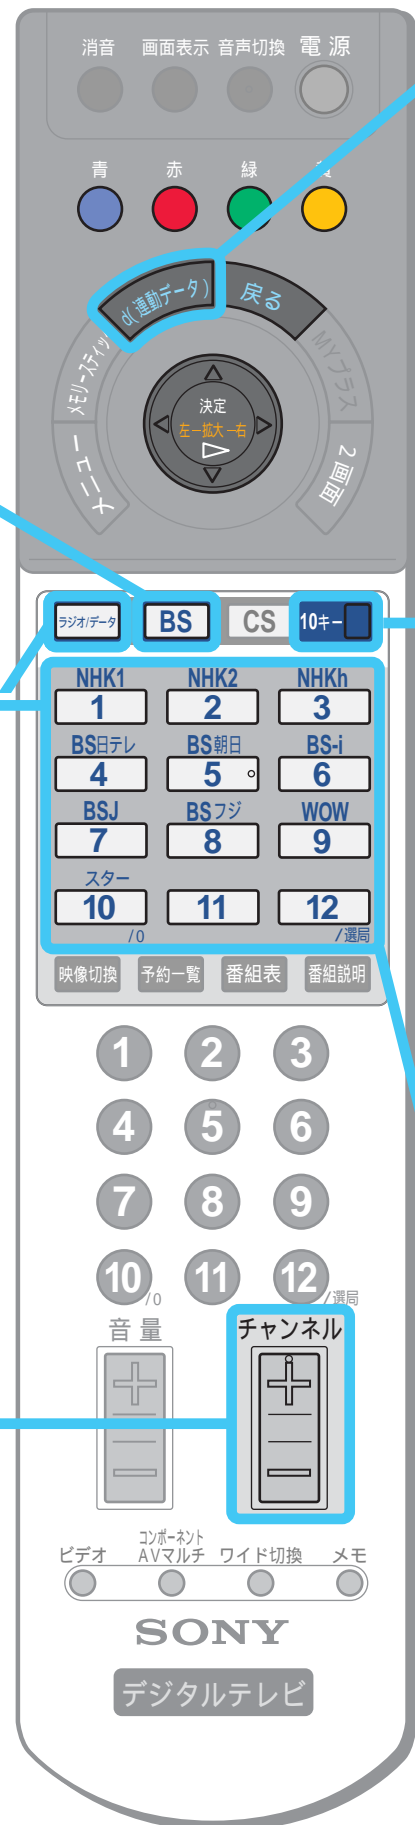 消音 画面表示 音声切換 電源
青 赤 緑 黄
d(連動データ) 戻る
メモリースティック MYプラス
メニュー 2画面
決定
左−拡大−右
ラジオ/データ BS CS 10キー
NHK1 NHK2 NHKh
1 2 3
BS日テレ BS朝日 BS-i
4 5 6
BSJ BSフジ WOW
7 8 9
スター
10 11 12
/0 /選局
映像切換 予約一覧 番組表 番組説明
1 2 3
4 5 6
7 8 9
10 /0 11 12 /選局
音量 チャンネル
+ +
− −
コンポーネント
ビデオ AVマルチ ワイド切換 メモ
SONY
デジタルテレビ